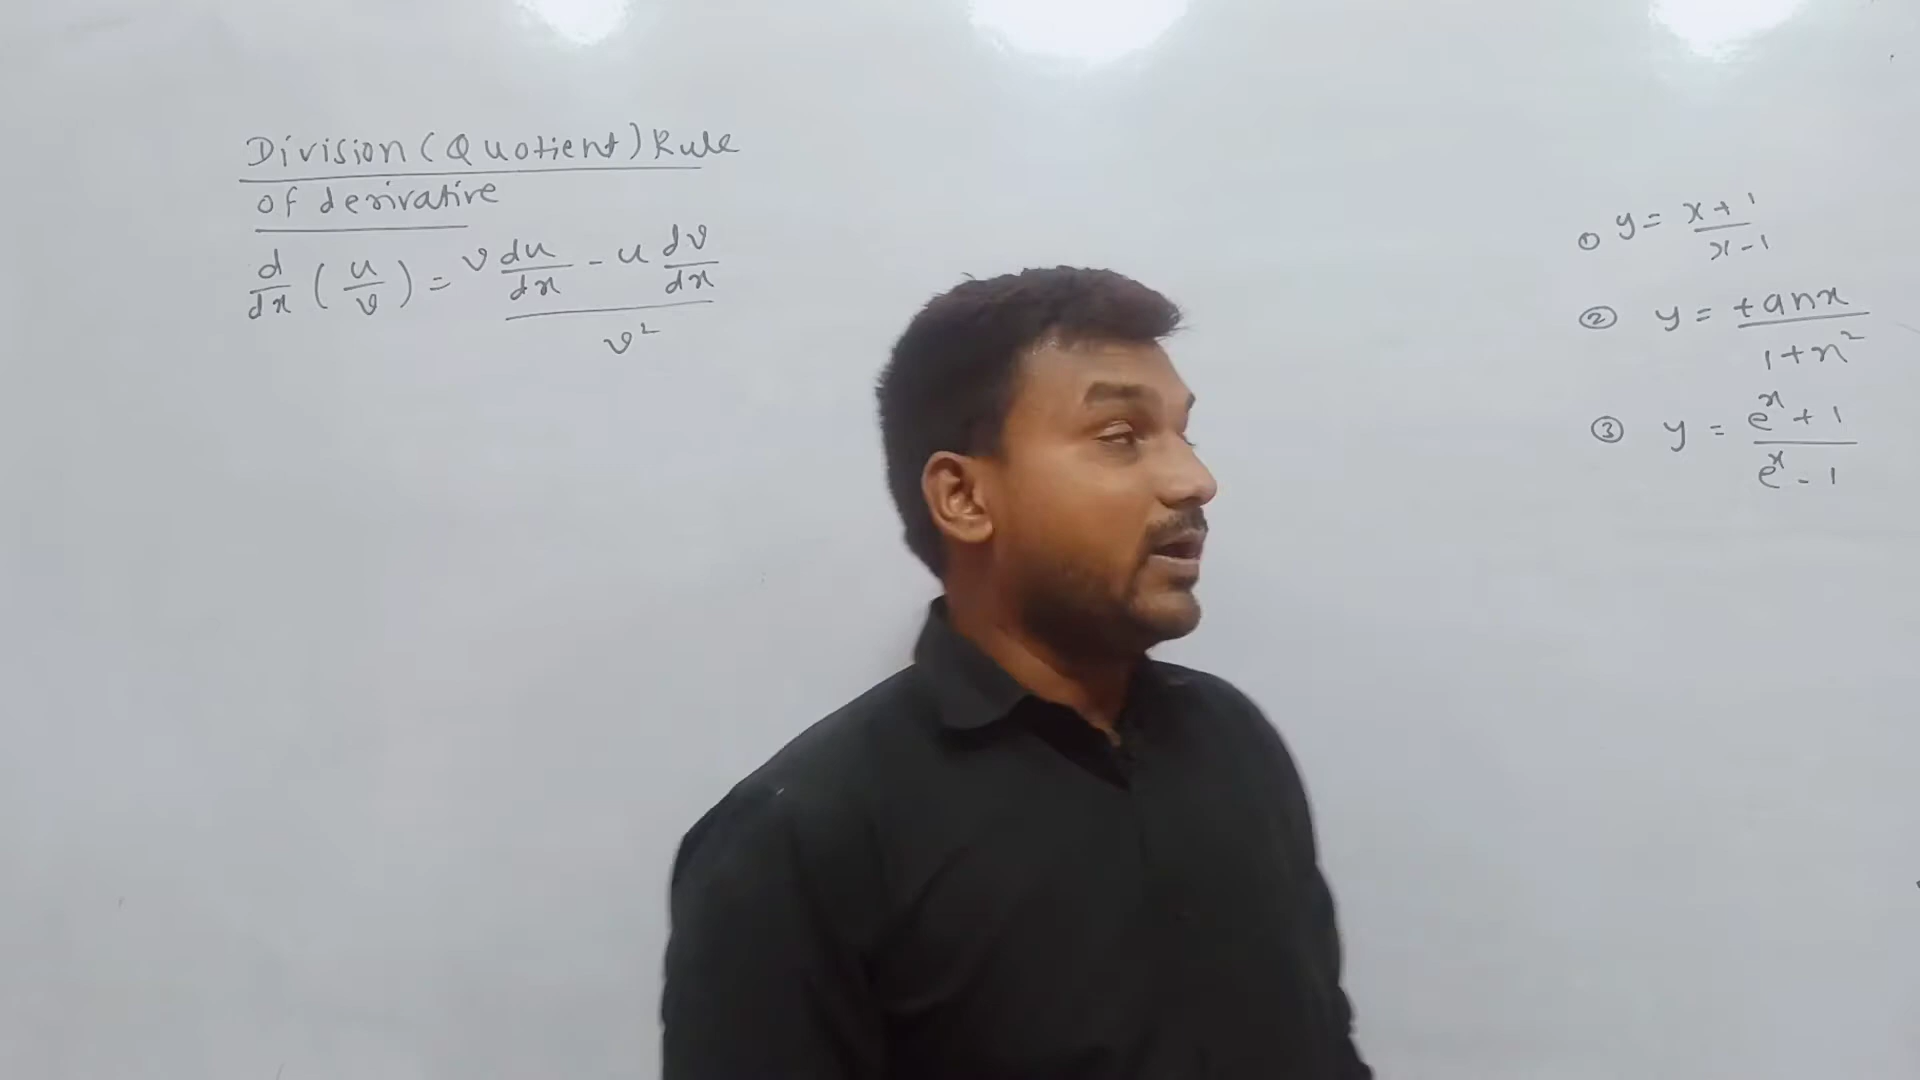 Division (Quotient) Rule
of derivative
d/dx (u/v) = (v du/dx - u dv/dx) / v²
① y = (x+1)/(x-1)
② y = tanx/(1+x²)
③ y = (eˣ+1)/(eˣ-1)